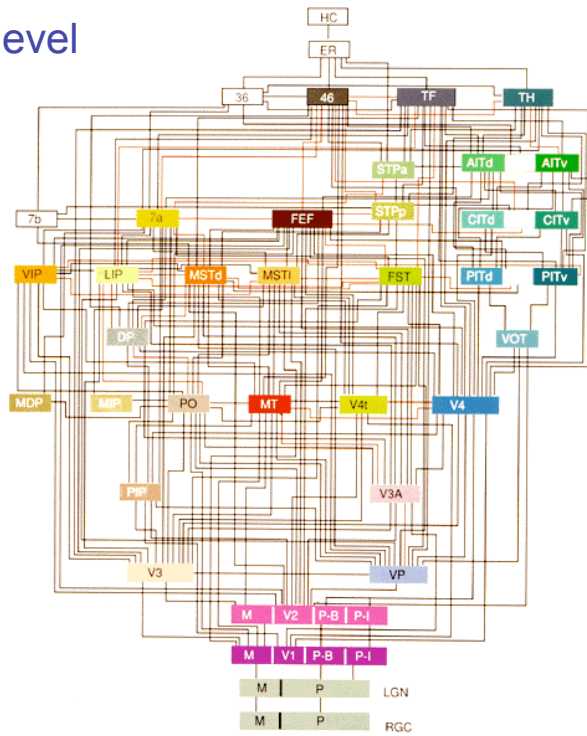 evel
HC
ER
36 46 TF TH
STPa AITd AITv
7b 7a FEF STPp CITd CITv
VIP LIP MSTd MSTl FST PITd PITv
DP VOT
MDP MIP PO MT V4t V4
PIP V3A
V3 VP
M V2 P-B P-I
M V1 P-B P-I
M P LGN
M P RGC